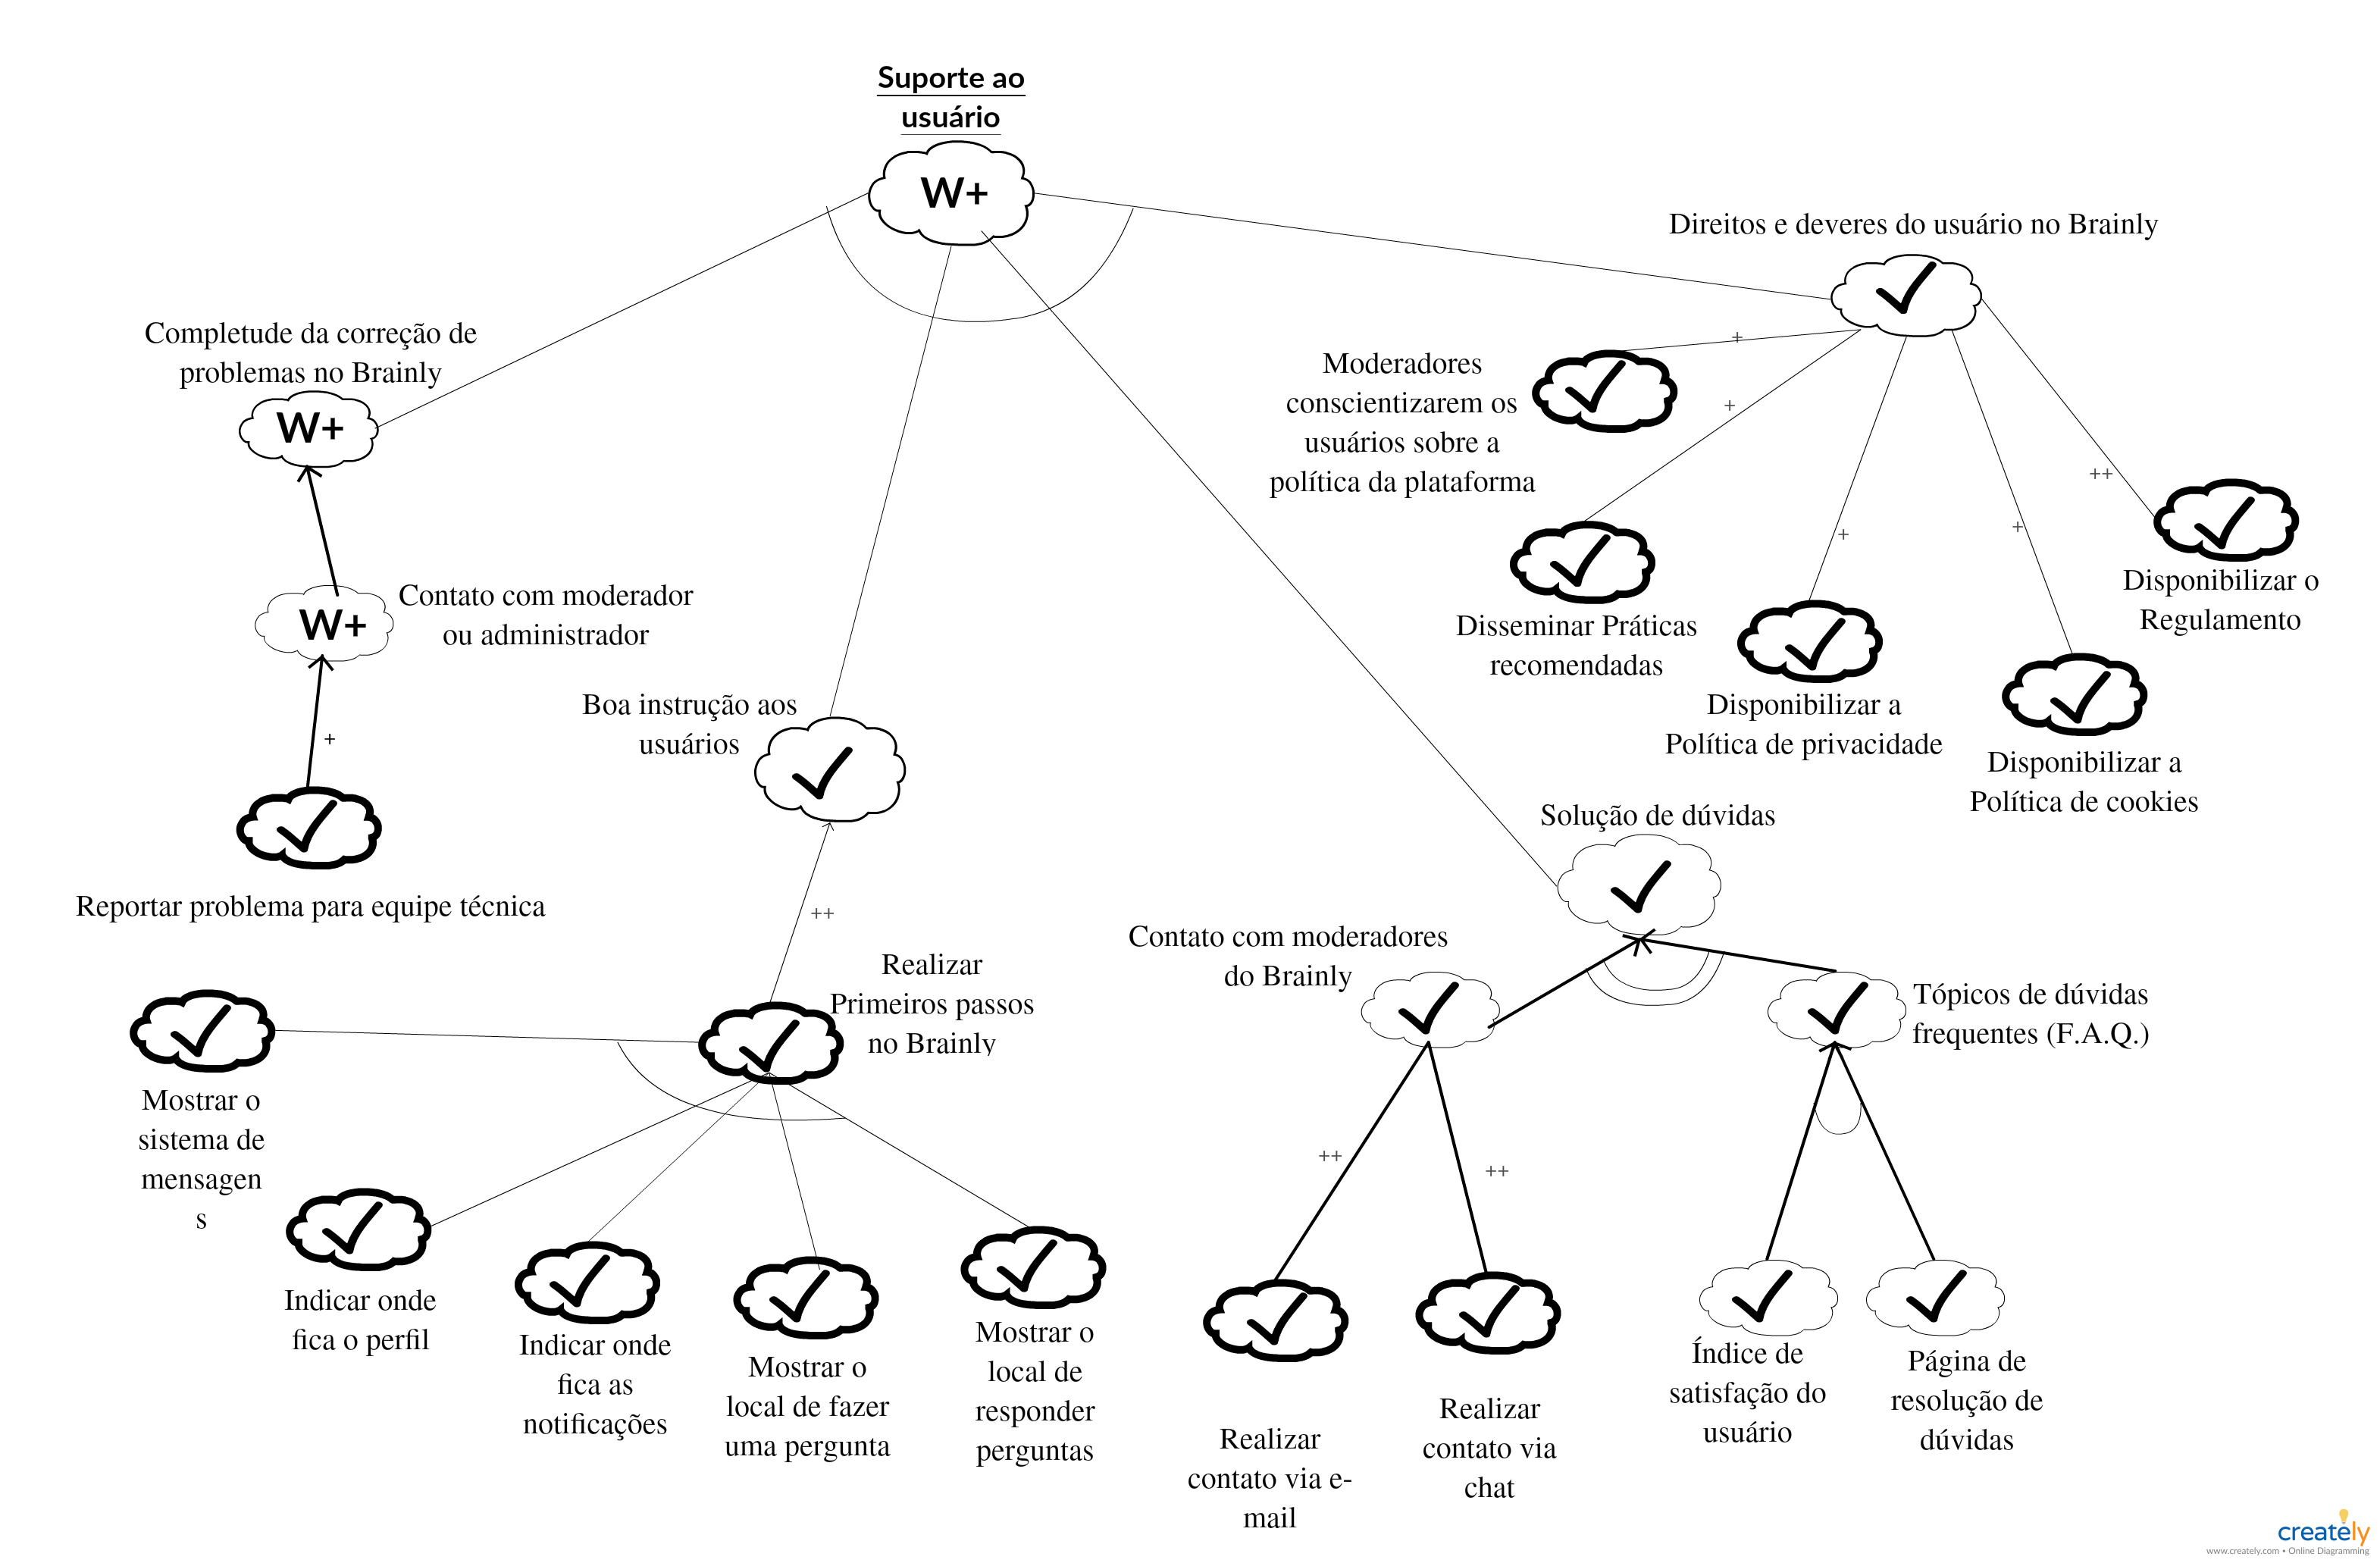 Suporte ao
usuário
W+
Direitos e deveres do usuário no Brainly
Completude da correção de
problemas no Brainly
W+
+
Moderadores
conscientizarem os
usuários sobre a
política da plataforma
+
++
+
+
Disponibilizar o
Regulamento
Contato com moderador
ou administrador
W+
Disseminar Práticas
recomendadas
Boa instrução aos
usuários
Disponibilizar a
Política de privacidade
+
Disponibilizar a
Política de cookies
Solução de dúvidas
Reportar problema para equipe técnica
++
Contato com moderadores
do Brainly
Realizar
Primeiros passos
no Brainly
Tópicos de dúvidas
frequentes (F.A.Q.)
Mostrar o
sistema de
mensagen
s
++
++
Indicar onde
fica o perfil
Indicar onde
fica as
notificações
Mostrar o
local de fazer
uma pergunta
Mostrar o
local de
responder
perguntas
Realizar
contato via e-
mail
Realizar
contato via
chat
Índice de
satisfação do
usuário
Página de
resolução de
dúvidas
creately
www.creately.com • Online Diagramming